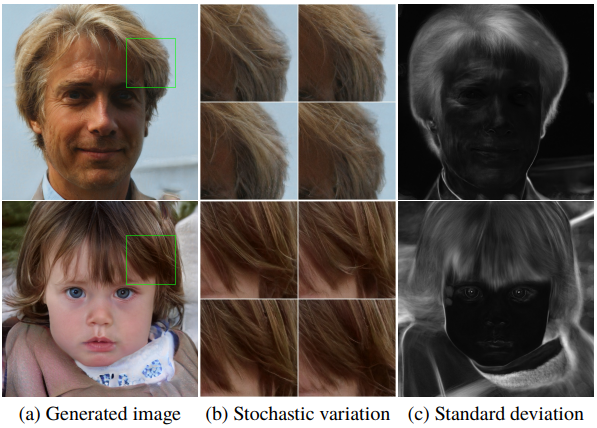 (a) Generated image (b) Stochastic variation (c) Standard deviation